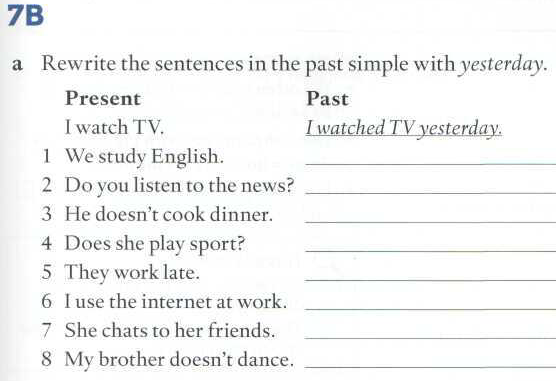 7B
a Rewrite the sentences in the past simple with yesterday.
Present Past
I watch TV. I watched TV yesterday.
1 We study English.
2 Do you listen to the news?
3 He doesn't cook dinner.
4 Does she play sport?
5 They work late.
6 I use the internet at work.
7 She chats to her friends.
8 My brother doesn't dance.